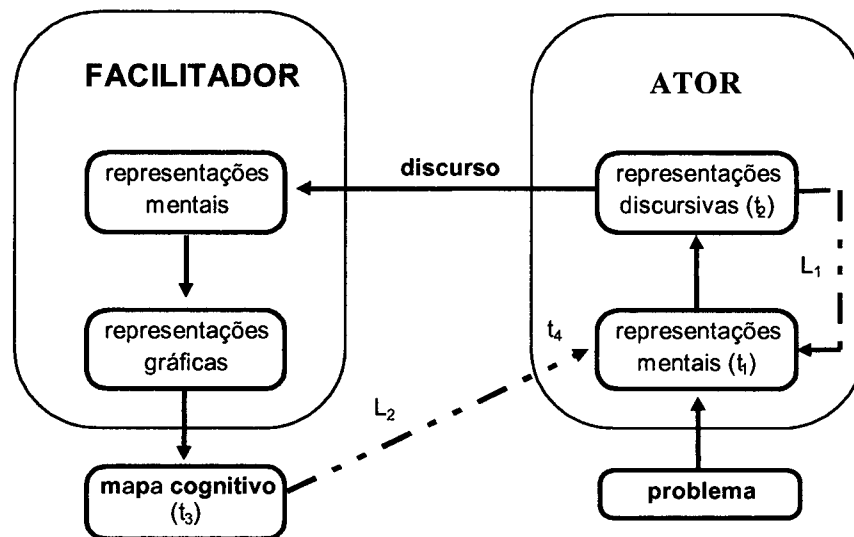 FACILITADOR
representações
mentais
representações
gráficas
mapa cognitivo
(t₃)
discurso
L₂
t₄
ATOR
representações
discursivas (t₂)
L₁
representações
mentais (t₁)
problema